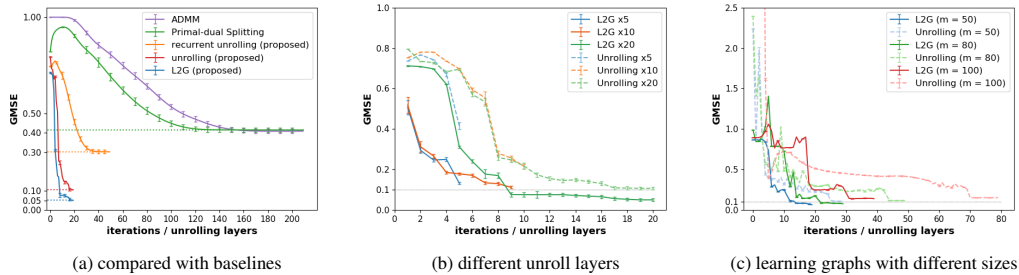 1.00
0.50
0.40
0.30
0.10
0.05
0.00
GMSE
0 20 40 60 80 100 120 140 160 180 200
iterations / unrolling layers
ADMM
Primal-dual Splitting
recurrent unrolling (proposed)
unrolling (proposed)
L2G (proposed)
(a) compared with baselines
1.0
0.8
0.6
0.4
0.2
0.1
0.0
GMSE
0 2 4 6 8 10 12 14 16 18 20
iterations / unrolling layers
L2G x5
L2G x10
L2G x20
Unrolling x5
Unrolling x10
Unrolling x20
(b) different unroll layers
2.5
2.0
1.5
1.0
0.5
0.1
0.0
GMSE
0 10 20 30 40 50 60 70 80
iterations / unrolling layers
L2G (m = 50)
Unrolling (m = 50)
L2G (m = 80)
Unrolling (m = 80)
L2G (m = 100)
Unrolling (m = 100)
(c) learning graphs with different sizes